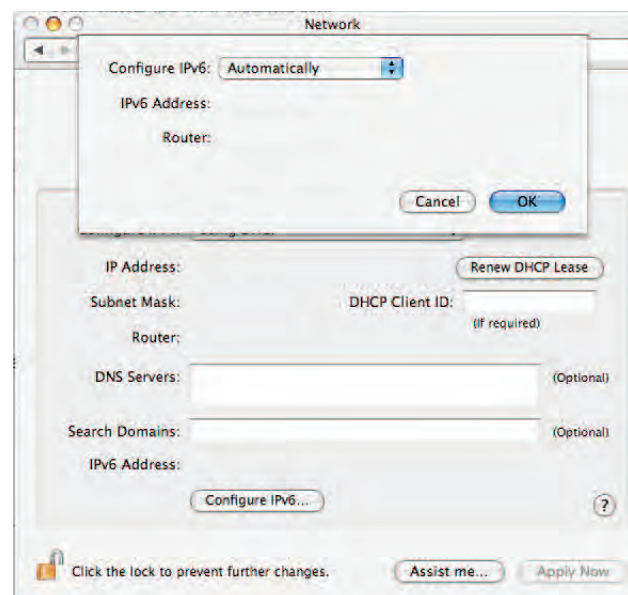 Network
Configure IPv6: Automatically
IPv6 Address:
Router:
Cancel OK
IP Address: Renew DHCP Lease
Subnet Mask: DHCP Client ID:
(If required)
Router:
DNS Servers: (Optional)
Search Domains: (Optional)
IPv6 Address:
Configure IPv6...
?
Click the lock to prevent further changes. Assist me... Apply Now